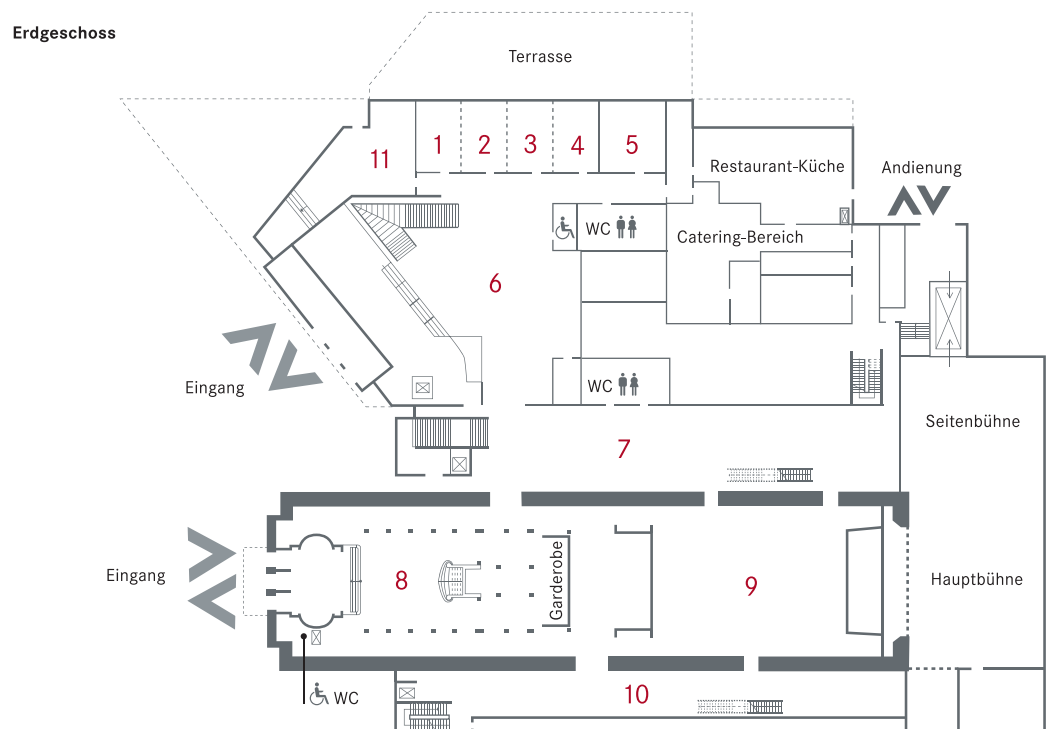 Erdgeschoss
Terrasse
11
1
2
3
4
5
Restaurant-Küche
Andienung
WC
Catering-Bereich
6
Eingang
WC
Seitenbühne
7
Eingang
8
Garderobe
9
Hauptbühne
WC
10